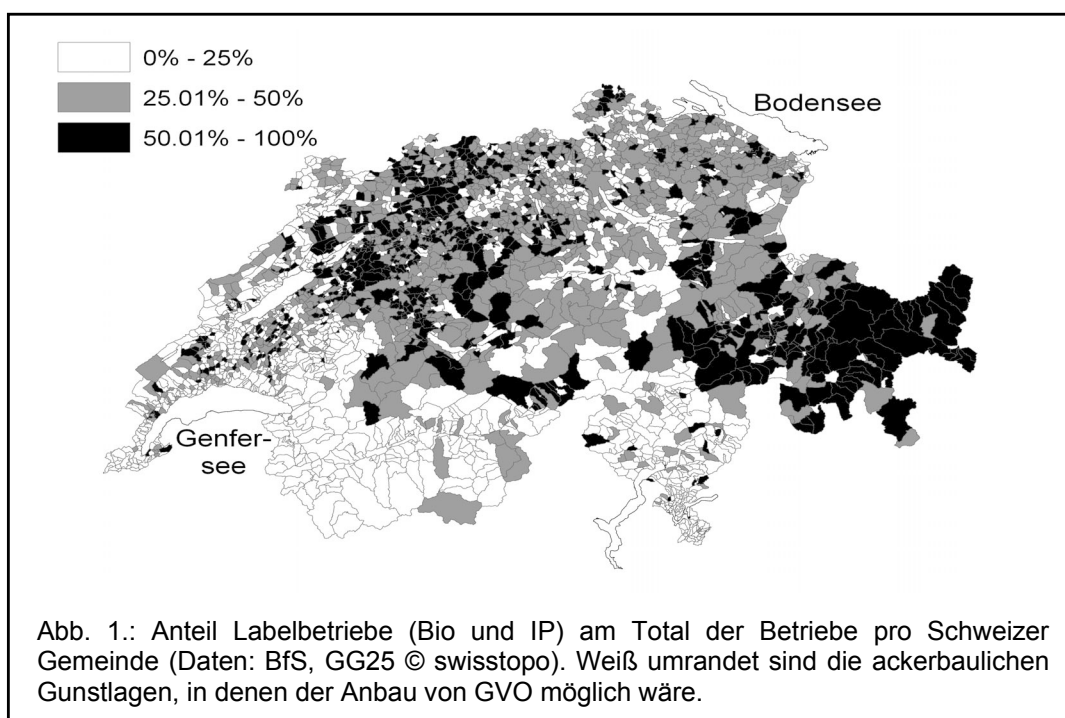 0% - 25%
25.01% - 50%
50.01% - 100%
Bodensee
Genfer-
see
Abb. 1.: Anteil Labelbetriebe (Bio und IP) am Total der Betriebe pro Schweizer
Gemeinde (Daten: BfS, GG25 © swisstopo). Weiß umrandet sind die ackerbaulichen
Gunstlagen, in denen der Anbau von GVO möglich wäre.